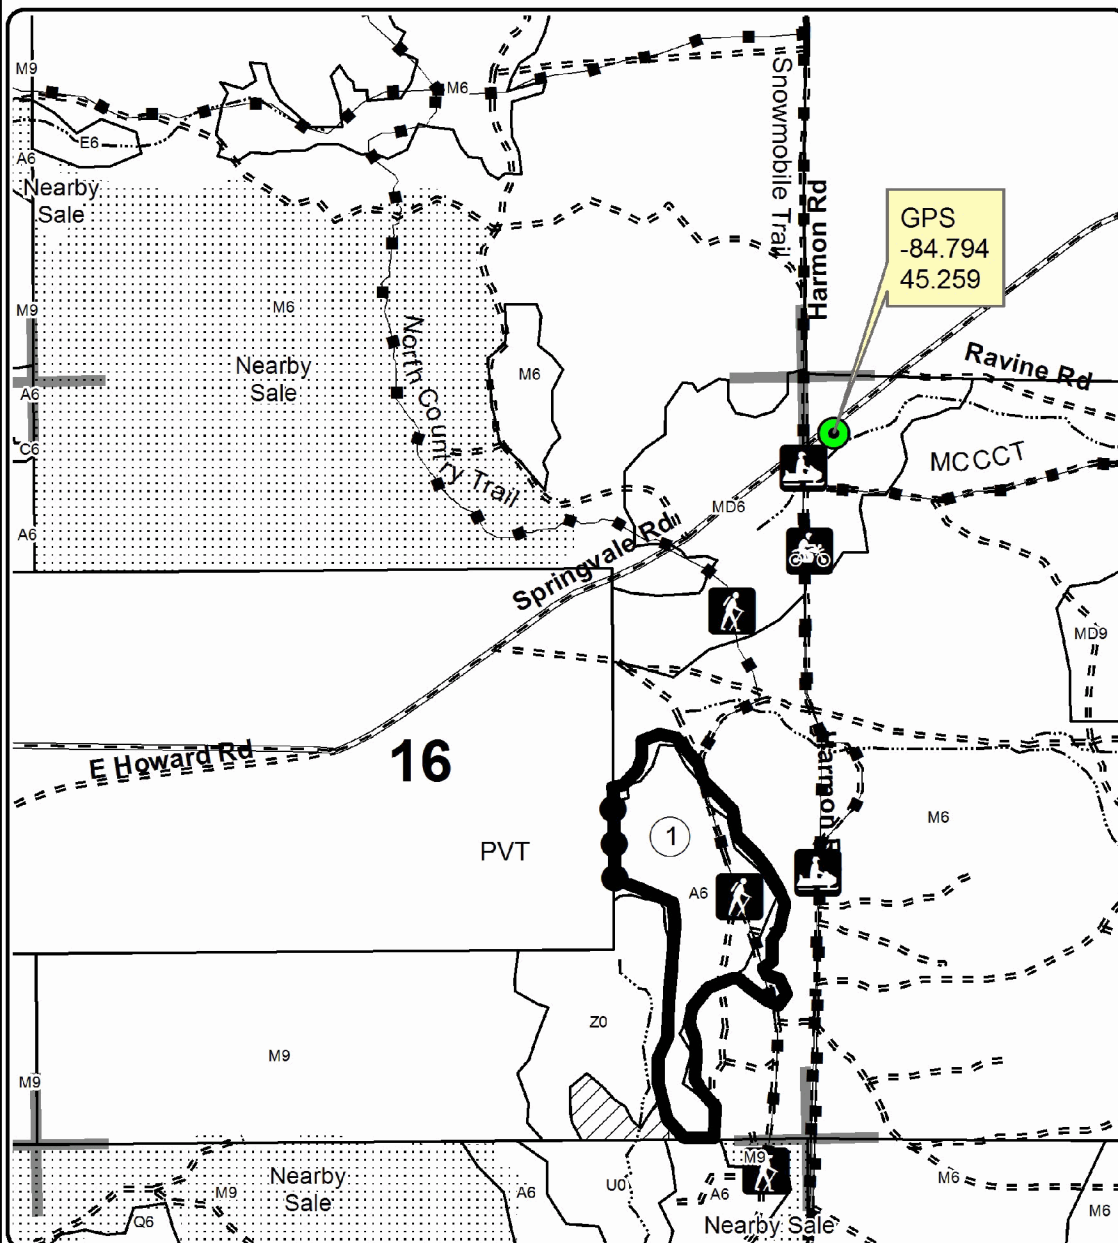 M9
M6
E6
A6
Nearby
Sale
Snowmobile Trail
Harmon Rd
GPS
-84.794
45.259
M9
M6
Nearby
Sale
North Country Trail
M6
Ravine Rd
A6
C6
MCCCT
MD6
A6
Springvale Rd
MD9
E Howard Rd
16
Harmon R
M6
1
PVT
A6
Z0
M9
M9
M9
Nearby
Sale
M9
A6
U0
A6
M6
M6
Q6
Nearby Sale